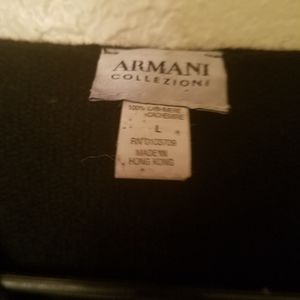 ARMANI
COLLEZIONI
100% CASHMERE
L
MADE IN
HONG KONG